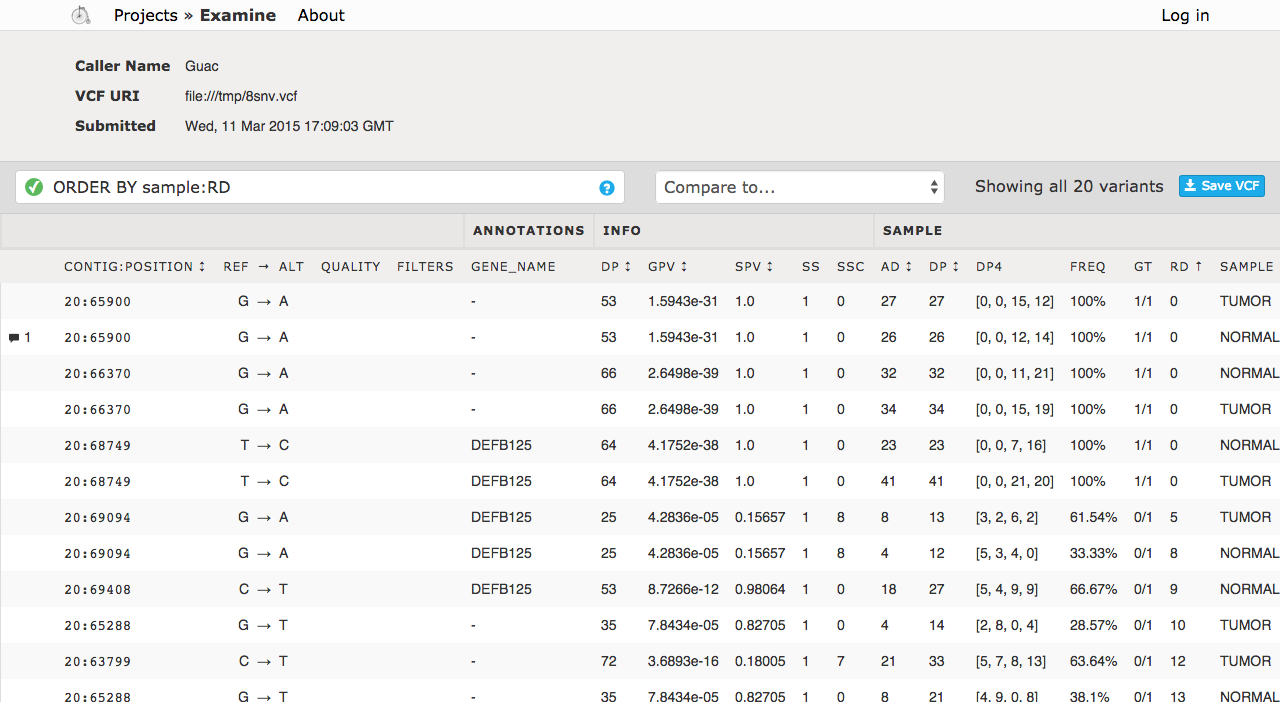 Projects » Examine About Log in
Caller Name Guac
VCF URI file:///tmp/8snv.vcf
Submitted Wed, 11 Mar 2015 17:09:03 GMT
ORDER BY sample:RD ? Compare to... Showing all 20 variants Save VCF
ANNOTATIONS INFO SAMPLE
CONTIG:POSITION ↕ REF → ALT QUALITY FILTERS GENE_NAME DP ↕ GPV ↕ SPV ↕ SS SSC AD ↕ DP ↕ DP4 FREQ GT RD ↑ SAMPLE
20:65900 G → A - 53 1.5943e-31 1.0 1 0 27 27 [0, 0, 15, 12] 100% 1/1 0 TUMOR
1 20:65900 G → A - 53 1.5943e-31 1.0 1 0 26 26 [0, 0, 12, 14] 100% 1/1 0 NORMAL
20:66370 G → A - 66 2.6498e-39 1.0 1 0 32 32 [0, 0, 11, 21] 100% 1/1 0 NORMAL
20:66370 G → A - 66 2.6498e-39 1.0 1 0 34 34 [0, 0, 15, 19] 100% 1/1 0 TUMOR
20:68749 T → C DEFB125 64 4.1752e-38 1.0 1 0 23 23 [0, 0, 7, 16] 100% 1/1 0 NORMAL
20:68749 T → C DEFB125 64 4.1752e-38 1.0 1 0 41 41 [0, 0, 21, 20] 100% 1/1 0 TUMOR
20:69094 G → A DEFB125 25 4.2836e-05 0.15657 1 8 8 13 [3, 2, 6, 2] 61.54% 0/1 5 TUMOR
20:69094 G → A DEFB125 25 4.2836e-05 0.15657 1 8 4 12 [5, 3, 4, 0] 33.33% 0/1 8 NORMAL
20:69408 C → T DEFB125 53 8.7266e-12 0.98064 1 0 18 27 [5, 4, 9, 9] 66.67% 0/1 9 NORMAL
20:65288 G → T - 35 7.8434e-05 0.82705 1 0 4 14 [2, 8, 0, 4] 28.57% 0/1 10 TUMOR
20:63799 C → T - 72 3.6893e-16 0.18005 1 7 21 33 [5, 7, 8, 13] 63.64% 0/1 12 TUMOR
20:65288 G → T - 35 7.8434e-05 0.82705 1 0 8 21 [4, 9, 0, 8] 38.1% 0/1 13 NORMAL